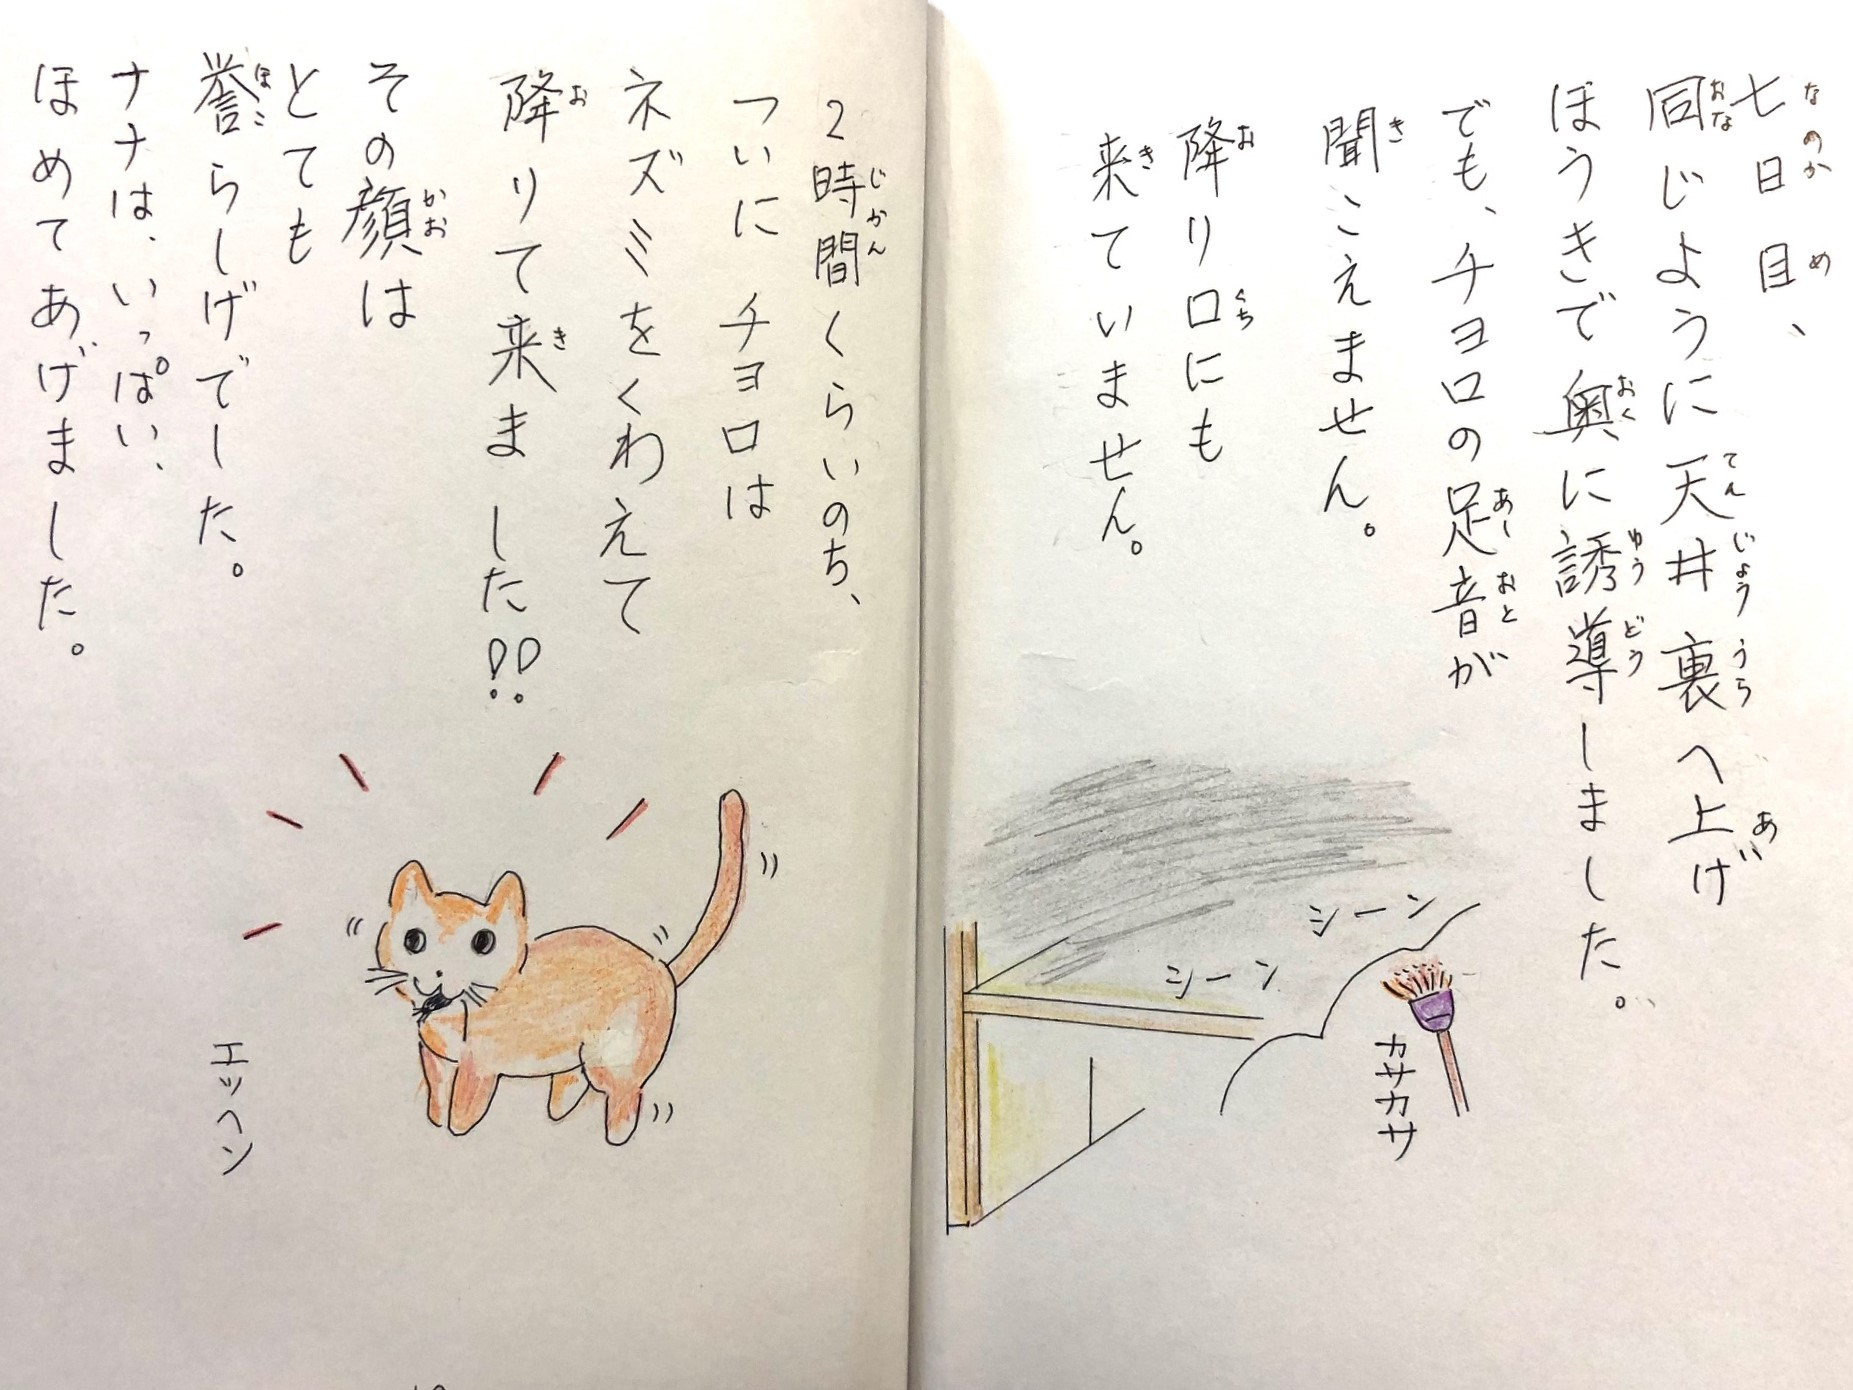 七日目、
同じように天井裏へ上げ
ほうきで奥に誘導しました。
でも、チョロの足音が
聞こえません。
降り口にも
来ていません。
シーン
シーン
カサカサ
2時間くらいのち、
ついに チョロは
ネズミをくわえて
降りて来ました!!
その顔は
とても
誉らしげでした。
ナナは、いっぱい、
ほめてあげました。
エッヘン